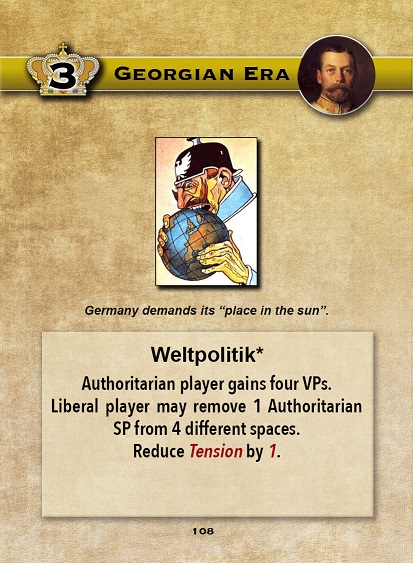 3 Georgian Era
Germany demands its “place in the sun”.
Weltpolitik*
Authoritarian player gains four VPs.
Liberal player may remove 1 Authoritarian
SP from 4 different spaces.
Reduce Tension by 1.
108